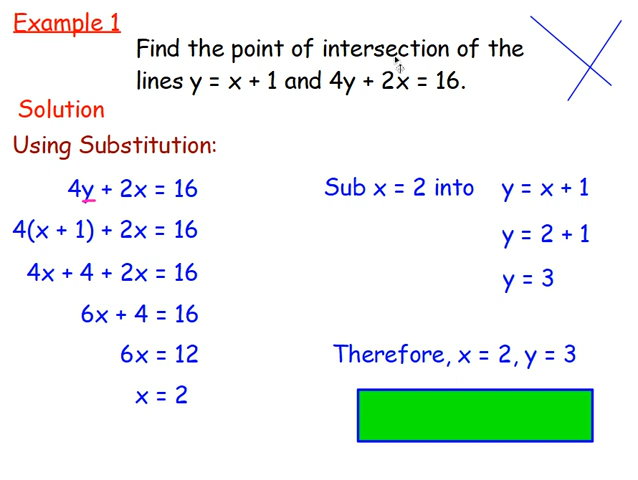 Example 1
Find the point of intersection of the
lines y = x + 1 and 4y + 2x = 16.
Solution
Using Substitution:
4y + 2x = 16
4(x + 1) + 2x = 16
4x + 4 + 2x = 16
6x + 4 = 16
6x = 12
x = 2
Sub x = 2 into y = x + 1
y = 2 + 1
y = 3
Therefore, x = 2, y = 3